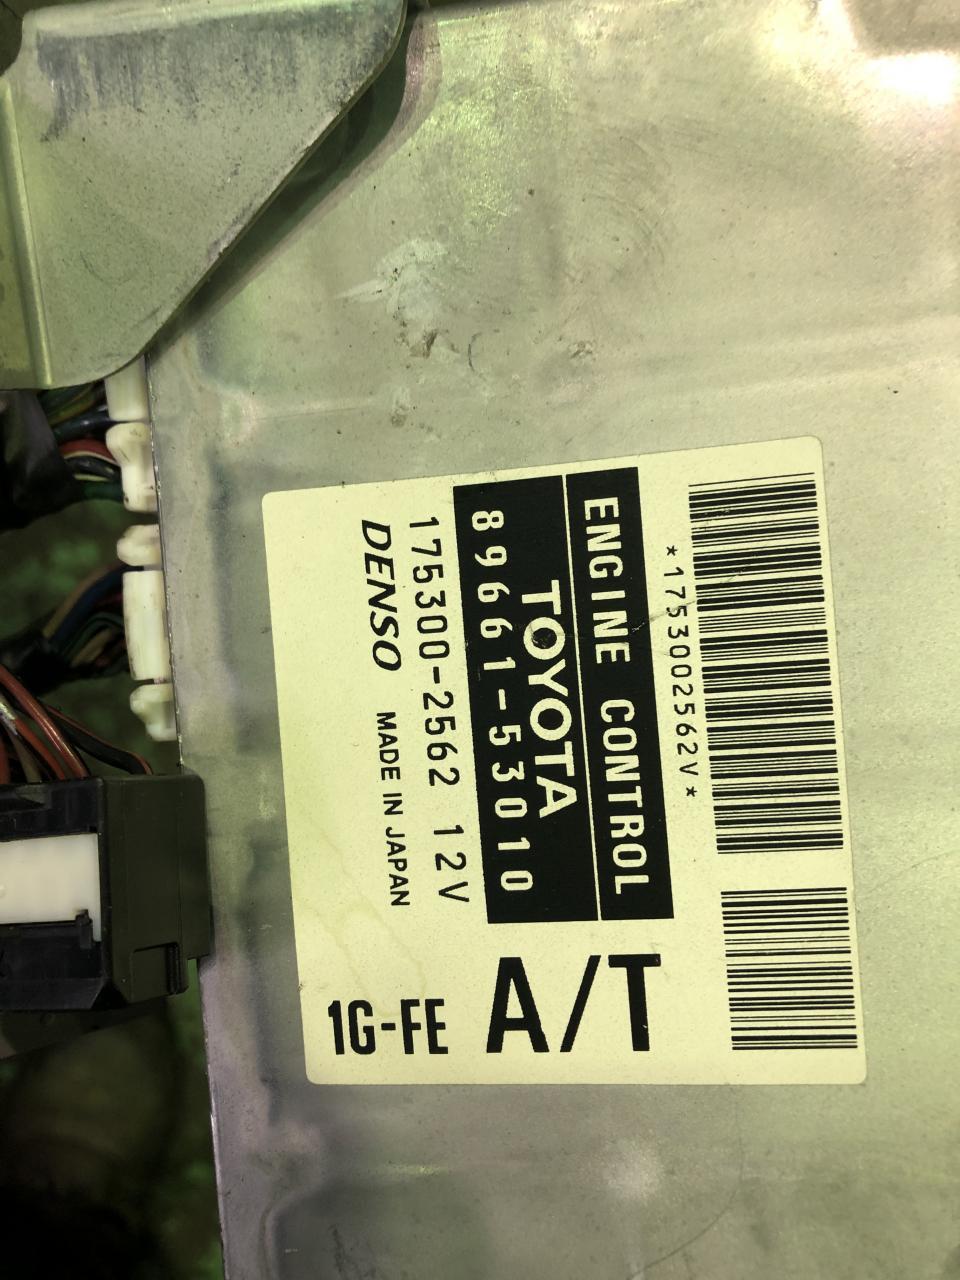 *1753002562V*
ENGINE CONTROL
TOYOTA
89661-53010
175300-2562 12V
DENSO MADE IN JAPAN
A/T
1G-FE